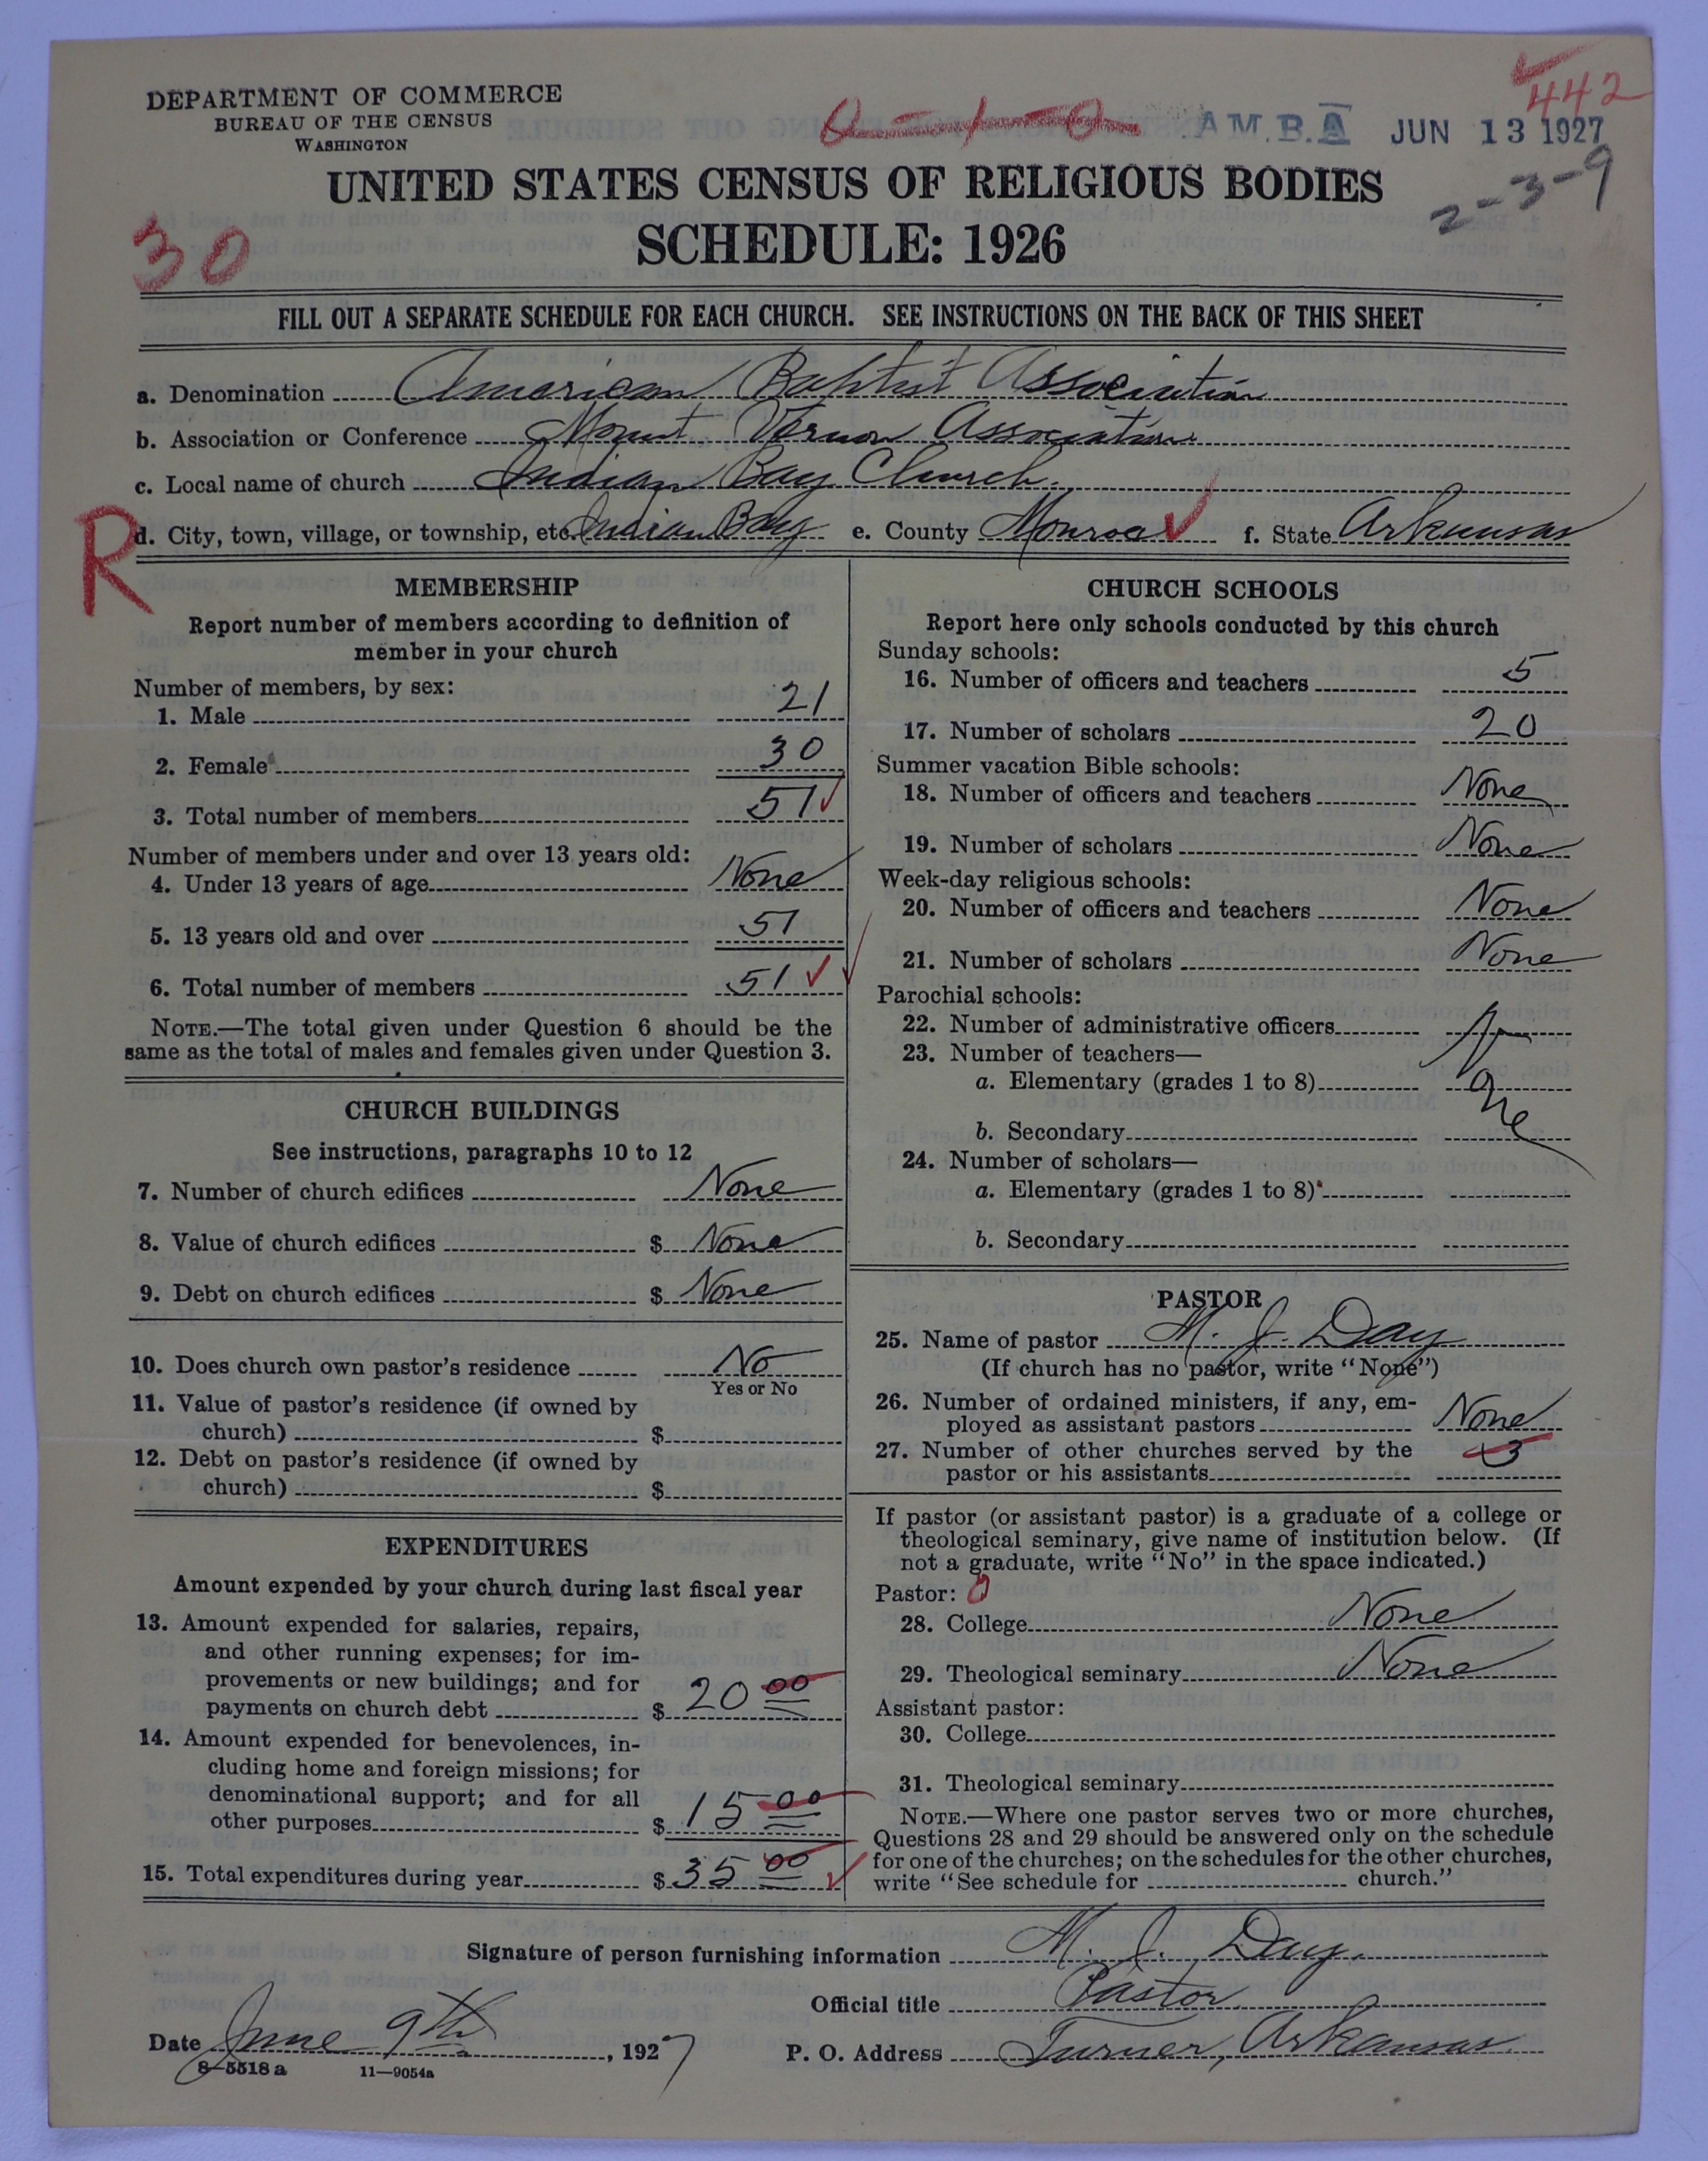 DEPARTMENT OF COMMERCE
BUREAU OF THE CENSUS
WASHINGTON
A.M.B.A JUN 13 1927
442
2-3-9
UNITED STATES CENSUS OF RELIGIOUS BODIES
SCHEDULE: 1926
30
FILL OUT A SEPARATE SCHEDULE FOR EACH CHURCH. SEE INSTRUCTIONS ON THE BACK OF THIS SHEET
a. Denomination American Baptist Association
b. Association or Conference Mount Vernon Association
c. Local name of church Indian Bay Church.
R
d. City, town, village, or township, etc. Indian Bay e. County Monroe f. State Arkansas
MEMBERSHIP
Report number of members according to definition of
member in your church
Number of members, by sex:
1. Male 21
2. Female 30
3. Total number of members 51
Number of members under and over 13 years old:
4. Under 13 years of age None
5. 13 years old and over 51
6. Total number of members 51
NOTE.—The total given under Question 6 should be the
same as the total of males and females given under Question 3.
CHURCH BUILDINGS
See instructions, paragraphs 10 to 12
7. Number of church edifices None
8. Value of church edifices $ None
9. Debt on church edifices $ None
10. Does church own pastor's residence No
Yes or No
11. Value of pastor's residence (if owned by
church) $
12. Debt on pastor's residence (if owned by
church) $
EXPENDITURES
Amount expended by your church during last fiscal year
13. Amount expended for salaries, repairs,
and other running expenses; for im-
provements or new buildings; and for
payments on church debt $ 20 00
14. Amount expended for benevolences, in-
cluding home and foreign missions; for
denominational support; and for all
other purposes $ 15 00
15. Total expenditures during year $ 35 00
CHURCH SCHOOLS
Report here only schools conducted by this church
Sunday schools:
16. Number of officers and teachers 5
17. Number of scholars 20
Summer vacation Bible schools:
18. Number of officers and teachers None
19. Number of scholars None
Week-day religious schools:
20. Number of officers and teachers None
21. Number of scholars None
Parochial schools:
22. Number of administrative officers
23. Number of teachers—
a. Elementary (grades 1 to 8)
b. Secondary
24. Number of scholars—
a. Elementary (grades 1 to 8)
b. Secondary
PASTOR
25. Name of pastor M. J. Day
(If church has no pastor, write "None")
26. Number of ordained ministers, if any, em-
ployed as assistant pastors None
27. Number of other churches served by the 3
pastor or his assistants
If pastor (or assistant pastor) is a graduate of a college or
theological seminary, give name of institution below. (If
not a graduate, write "No" in the space indicated.)
Pastor: 0
28. College None
29. Theological seminary None
Assistant pastor:
30. College
31. Theological seminary
NOTE.—Where one pastor serves two or more churches,
Questions 28 and 29 should be answered only on the schedule
for one of the churches; on the schedules for the other churches,
write "See schedule for church."
Signature of person furnishing information M. J. Day.
Official title Pastor
Date June 9th, 1927
P. O. Address Turner, Arkansas.
8-5518a 11—9054a